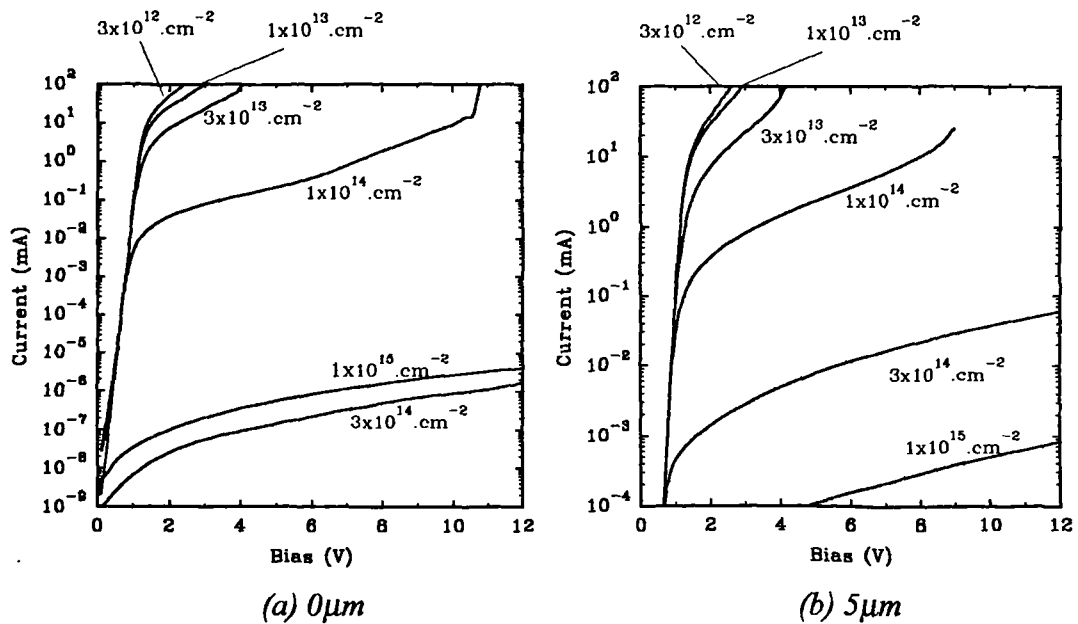 3x10^12.cm^-2
1x10^13.cm^-2
10^2
10^1
10^0
10^-1
10^-2
10^-3
10^-4
10^-5
10^-6
10^-7
10^-8
10^-9
Current (mA)
3x10^13.cm^-2
1x10^14.cm^-2
1x10^15.cm^-2
3x10^14.cm^-2
0 2 4 6 8 10 12
Bias (V)
(a) 0μm
3x10^12.cm^-2
1x10^13.cm^-2
10^2
10^1
10^0
10^-1
10^-2
10^-3
10^-4
Current (mA)
3x10^13.cm^-2
1x10^14.cm^-2
3x10^14.cm^-2
1x10^15.cm^-2
0 2 4 6 8 10 12
Bias (V)
(b) 5μm